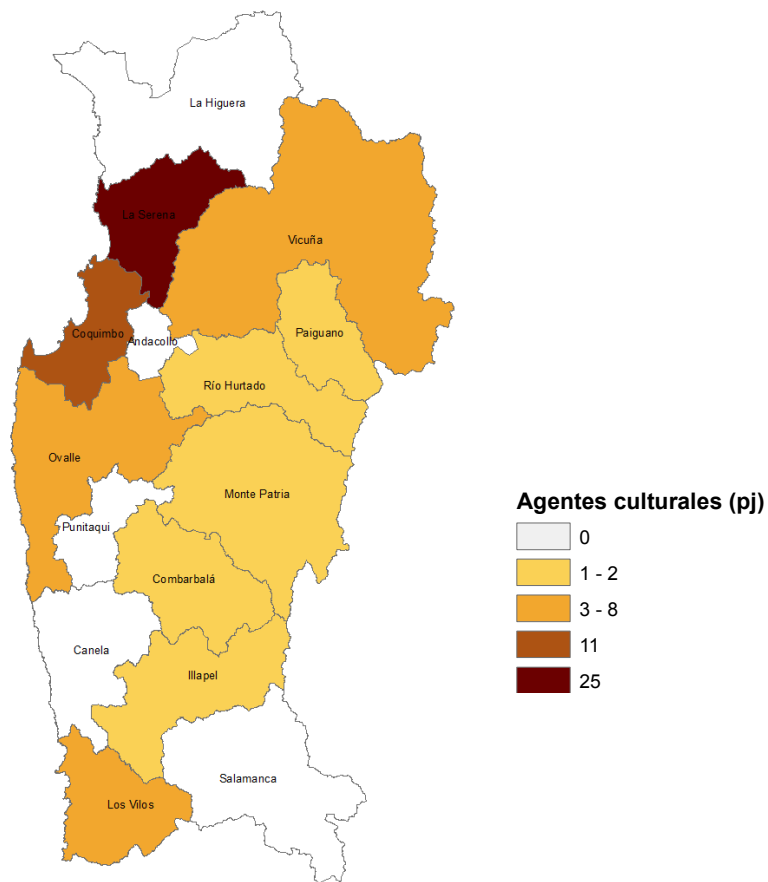 La Higuera
La Serena
Vicuña
Coquimbo
Andacollo
Paiguano
Río Hurtado
Ovalle
Monte Patria
Punitaqui
Combarbalá
Canela
Illapel
Salamanca
Los Vilos
Agentes culturales (pj)
0
1 - 2
3 - 8
11
25